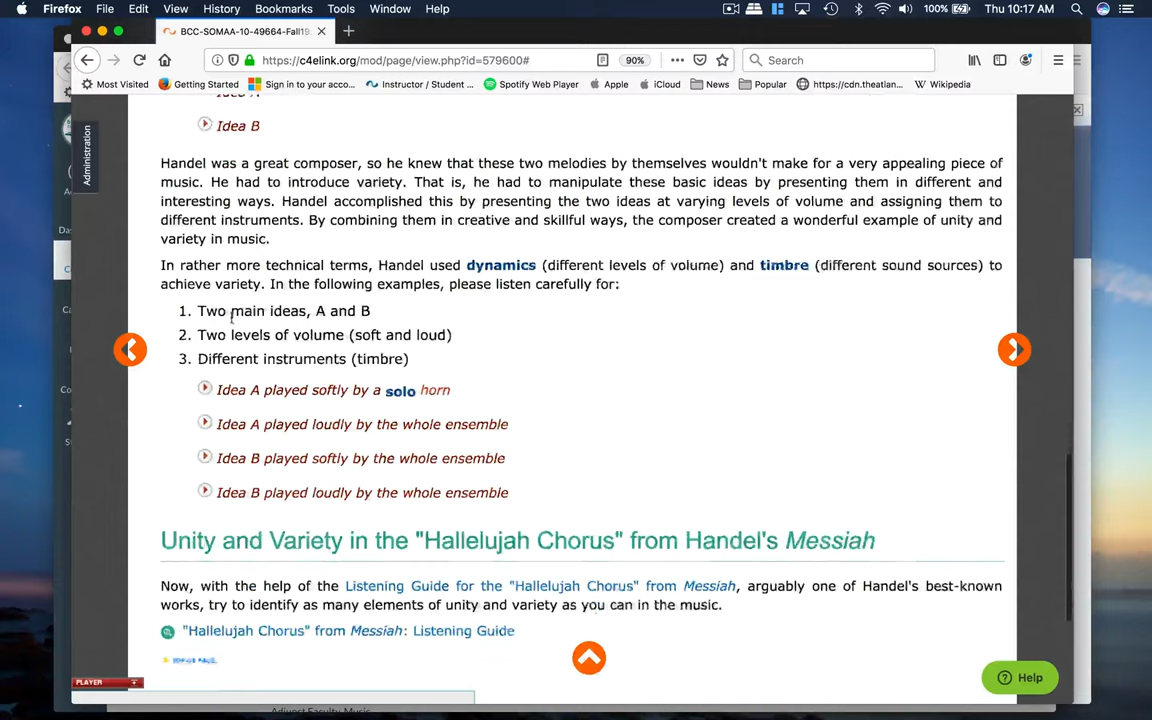 Firefox File Edit View History Bookmarks Tools Window Help 100% Thu 10:17 AM
BCC-SOMAA-10-49664-Fall19
https://c4elink.org/mod/page/view.php?id=579600# 90% Search
Most Visited Getting Started Sign in to your acco... Instructor / Student ... Spotify Web Player Apple iCloud News Popular https://cdn.theatlan... Wikipedia
Administration
Idea B
Handel was a great composer, so he knew that these two melodies by themselves wouldn't make for a very appealing piece of
music. He had to introduce variety. That is, he had to manipulate these basic ideas by presenting them in different and
interesting ways. Handel accomplished this by presenting the two ideas at varying levels of volume and assigning them to
different instruments. By combining them in creative and skillful ways, the composer created a wonderful example of unity and
variety in music.
In rather more technical terms, Handel used dynamics (different levels of volume) and timbre (different sound sources) to
achieve variety. In the following examples, please listen carefully for:
1. Two main ideas, A and B
2. Two levels of volume (soft and loud)
3. Different instruments (timbre)
Idea A played softly by a solo horn
Idea A played loudly by the whole ensemble
Idea B played softly by the whole ensemble
Idea B played loudly by the whole ensemble
Unity and Variety in the "Hallelujah Chorus" from Handel's Messiah
Now, with the help of the Listening Guide for the "Hallelujah Chorus" from Messiah, arguably one of Handel's best-known
works, try to identify as many elements of unity and variety as you can in the music.
"Hallelujah Chorus" from Messiah: Listening Guide
PLAYER
Help
Adjunct Faculty Music